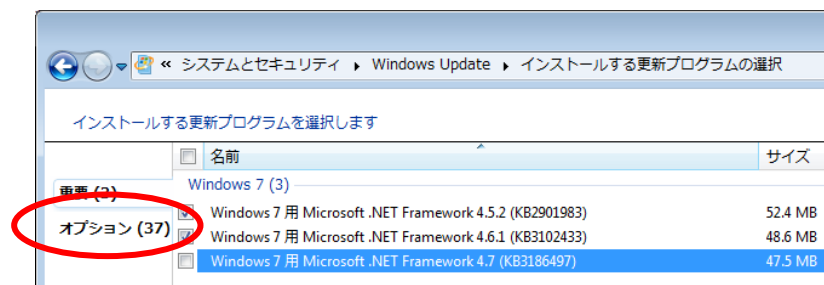 « システムとセキュリティ ▸ Windows Update ▸ インストールする更新プログラムの選択
インストールする更新プログラムを選択します
名前 サイズ
重要 (3)
Windows 7 (3)
オプション (37)
Windows 7 用 Microsoft .NET Framework 4.5.2 (KB2901983) 52.4 MB
Windows 7 用 Microsoft .NET Framework 4.6.1 (KB3102433) 48.6 MB
Windows 7 用 Microsoft .NET Framework 4.7 (KB3186497) 47.5 MB